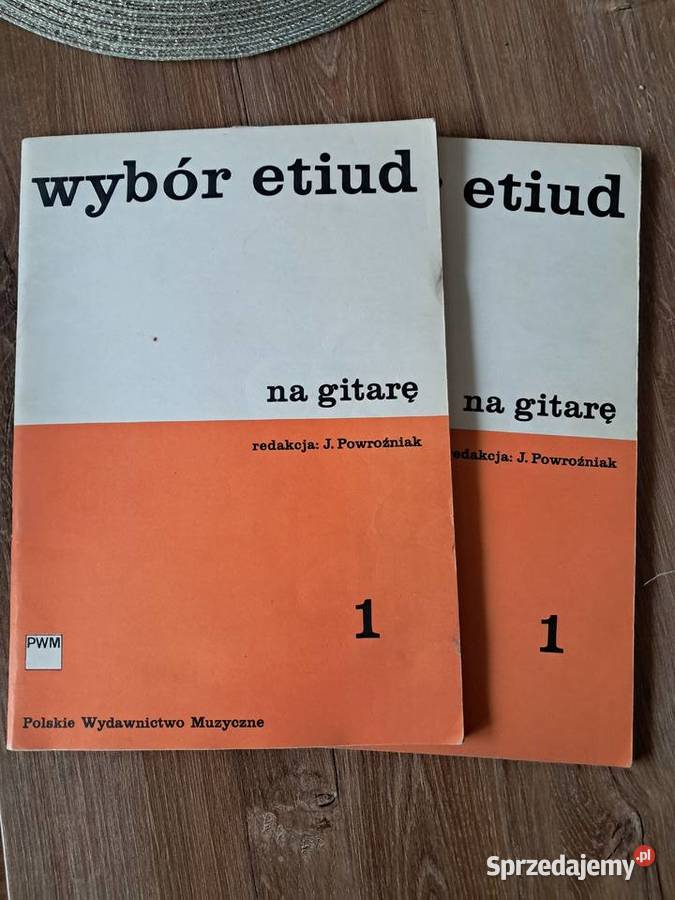 wybór etiud
na gitarę
redakcja: J. Powroźniak
1
PWM
Polskie Wydawnictwo Muzyczne
etiud
na gitarę
redakcja: J. Powroźniak
1
Sprzedajemy.pl